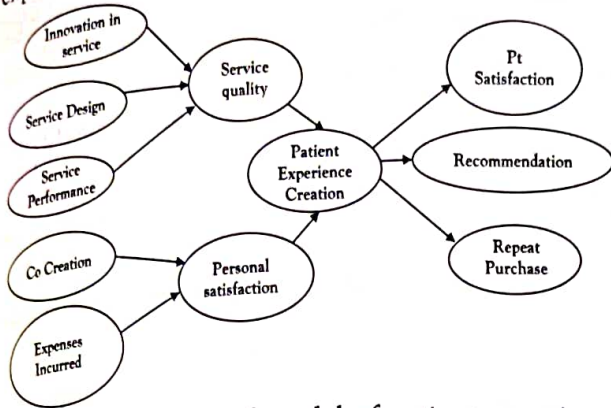 Innovation in
service
Service Design
Service
Performance
Co Creation
Expenses
Incurred
Service
quality
Personal
satisfaction
Patient
Experience
Creation
Pt
Satisfaction
Recommendation
Repeat
Purchase